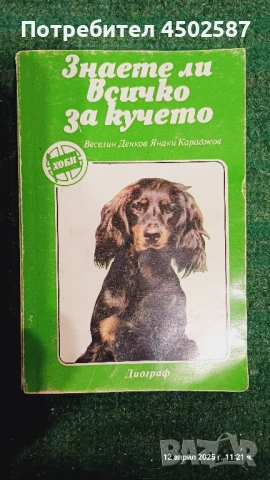 Потребител 4502587
Знаете ли
всичко
за кучето
Веселин Денков Янаки Караджов
ХОБИ
Диограф
12 април 2025 г. 11:21 ч.
BAZAR